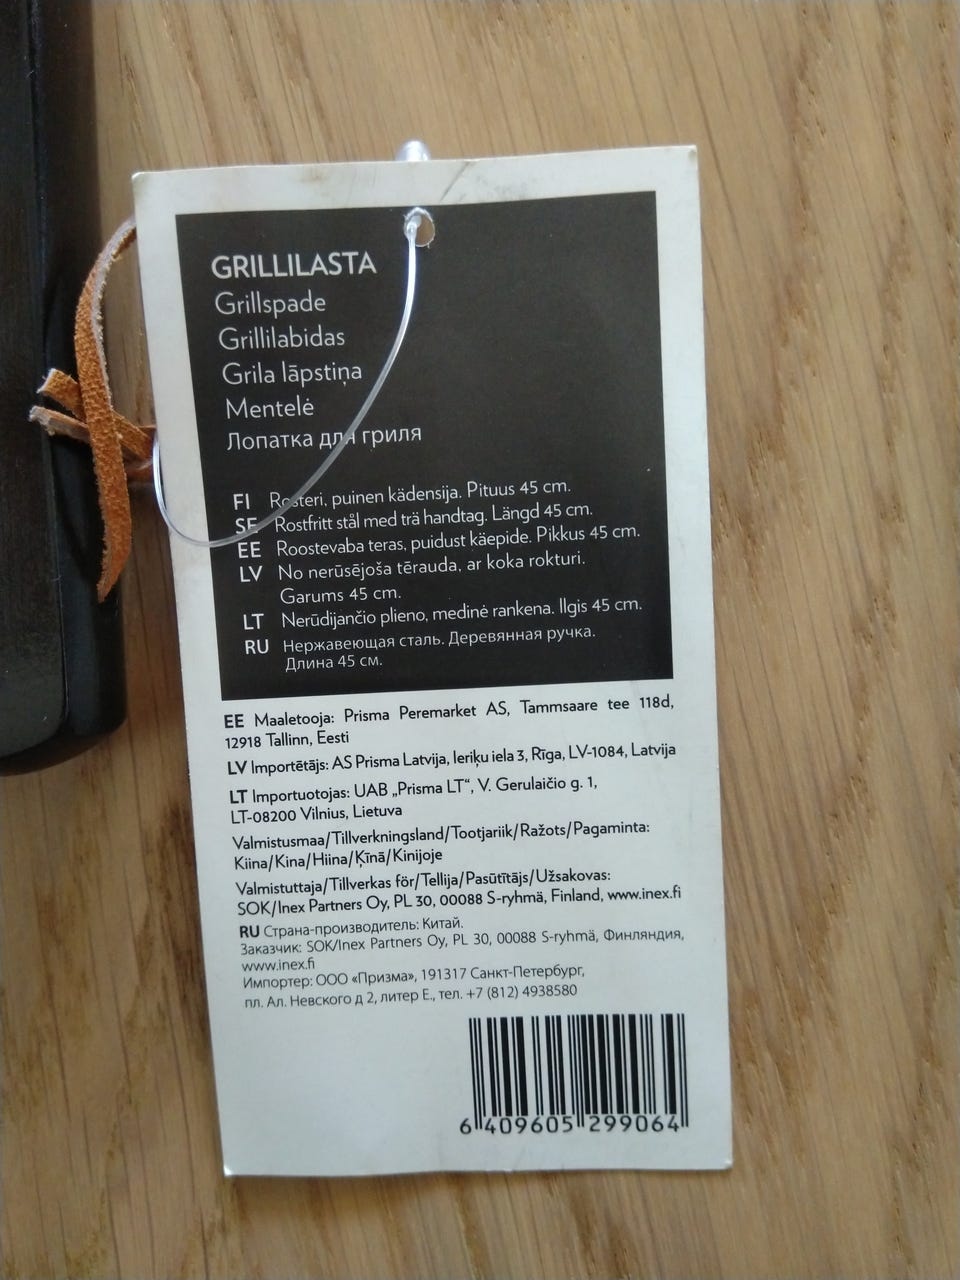 GRILLILASTA
Grillspade
Grillilabidas
Grila lāpstiņa
Mentelė
Лопатка для гриля
FI Rosteri, puinen kädensija. Pituus 45 cm.
SE Rostfritt stål med trä handtag. Längd 45 cm.
EE Roostevaba teras, puidust käepide. Pikkus 45 cm.
LV No nerūsējoša tērauda, ar koka rokturi.
Garums 45 cm.
LT Nerūdijančio plieno, medinė rankena. Ilgis 45 cm.
RU Нержавеющая сталь. Деревянная ручка.
Длина 45 см.
EE Maaletooja: Prisma Peremarket AS, Tammsaare tee 118d,
12918 Tallinn, Eesti
LV Importētājs: AS Prisma Latvija, Ieriķu iela 3, Rīga, LV-1084, Latvija
LT Importuotojas: UAB „Prisma LT“, V. Gerulaičio g. 1,
LT-08200 Vilnius, Lietuva
Valmistusmaa/Tillverkningsland/Tootjariik/Ražots/Pagaminta:
Kiina/Kina/Hiina/Ķīnā/Kinijoje
Valmistuttaja/Tillverkas för/Tellija/Pasūtītājs/Užsakovas:
SOK/Inex Partners Oy, PL 30, 00088 S-ryhmä, Finland, www.inex.fi
RU Страна-производитель: Китай.
Заказчик: SOK/Inex Partners Oy, PL 30, 00088 S-ryhmä, Финляндия,
www.inex.fi
Импортер: ООО «Призма», 191317 Санкт-Петербург,
пл. Ал. Невского д 2, литер Е., тел. +7 (812) 4938580
6 409605 299064